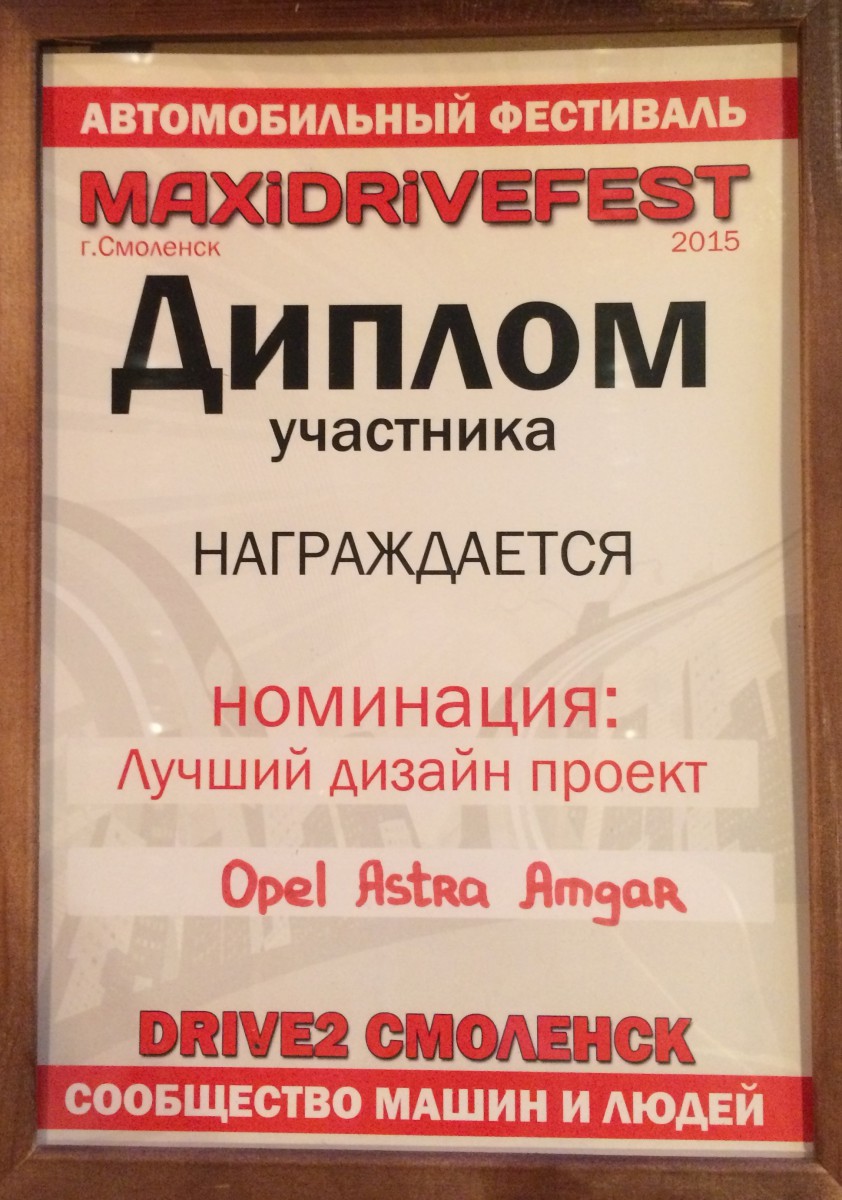 АВТОМОБИЛЬНЫЙ ФЕСТИВАЛЬ
MAXiDRiVEFEST
г.Смоленск 2015
Диплом
участника
НАГРАЖДАЕТСЯ
номинация:
Лучший дизайн проект
Opel Astra Amgar
DRIVE2 СМОЛЕНСК
СООБЩЕСТВО МАШИН И ЛЮДЕЙ